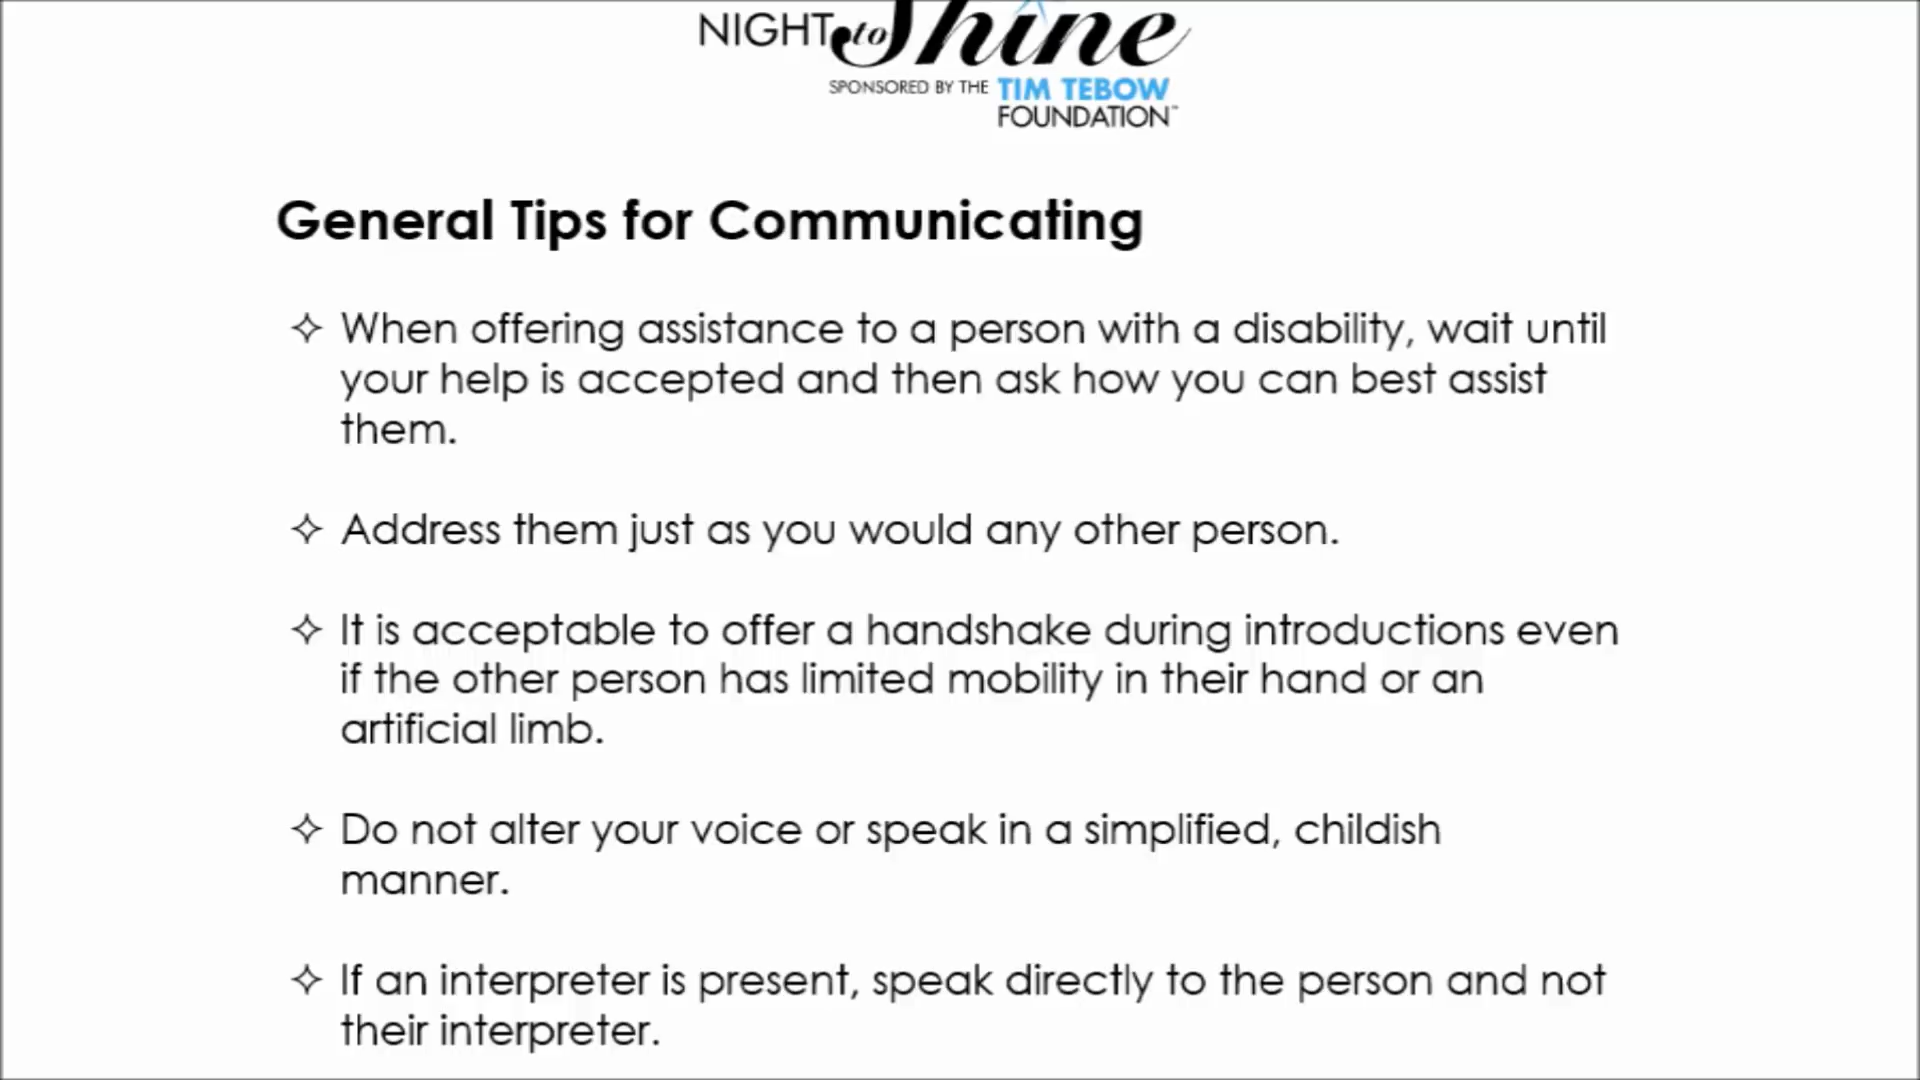 NIGHT to Shine
SPONSORED BY THE TIM TEBOW
FOUNDATION™
General Tips for Communicating
✧ When offering assistance to a person with a disability, wait until
your help is accepted and then ask how you can best assist
them.
✧ Address them just as you would any other person.
✧ It is acceptable to offer a handshake during introductions even
if the other person has limited mobility in their hand or an
artificial limb.
✧ Do not alter your voice or speak in a simplified, childish
manner.
✧ If an interpreter is present, speak directly to the person and not
their interpreter.